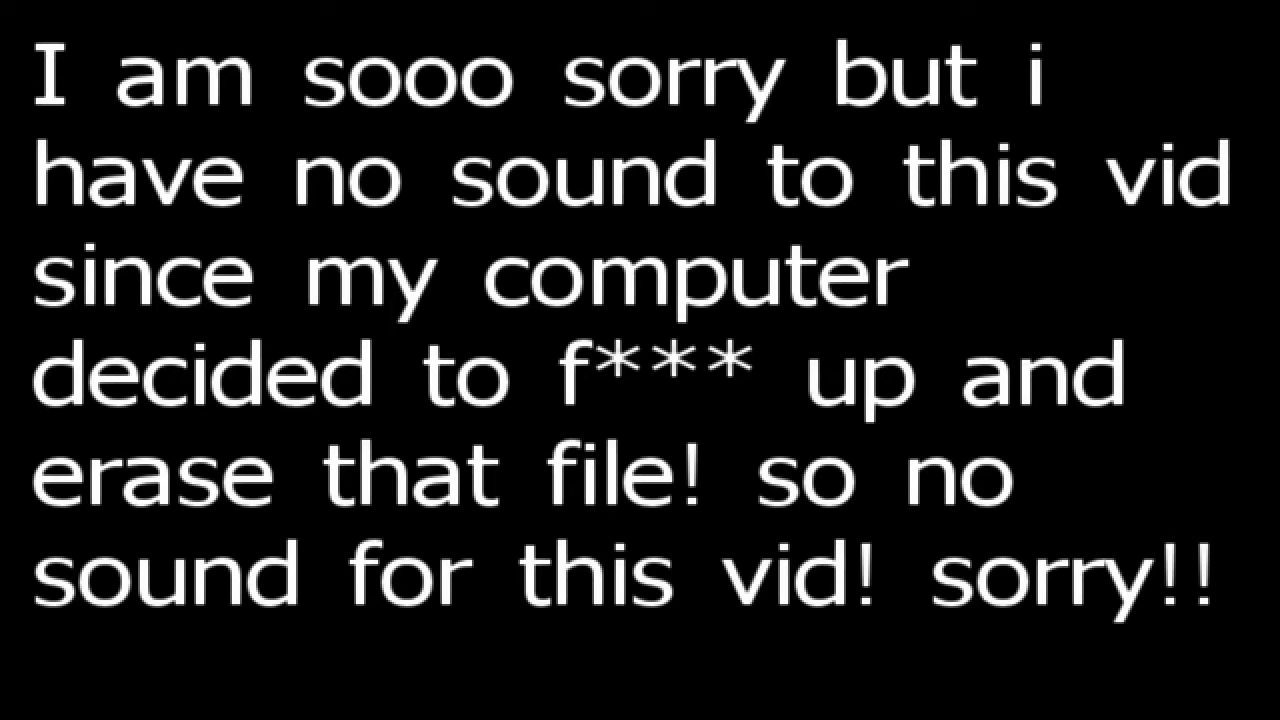 I am sooo sorry but i
have no sound to this vid
since my computer
decided to f*** up and
erase that file! so no
sound for this vid! sorry!!